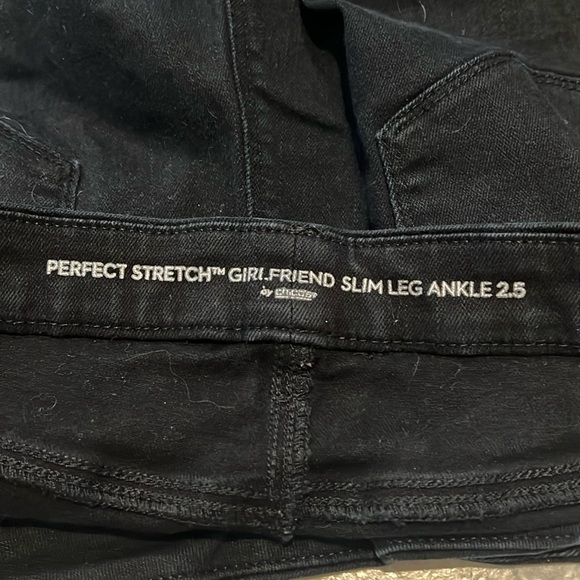 PERFECT STRETCH™ GIRLFRIEND SLIM LEG ANKLE 2.5
by